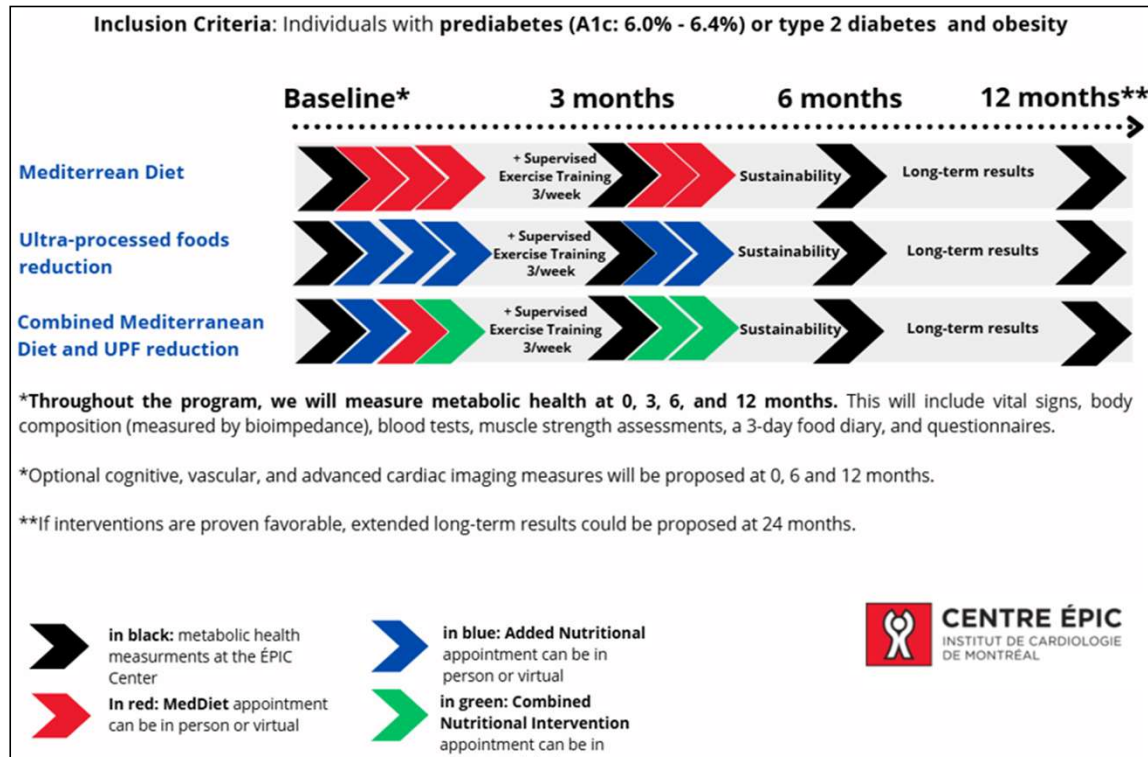 Inclusion Criteria: Individuals with prediabetes (A1c: 6.0% - 6.4%) or type 2 diabetes and obesity
Baseline* 3 months 6 months 12 months**
Mediterrean Diet
+ Supervised
Exercise Training
3/week
Sustainability
Long-term results
Ultra-processed foods
reduction
+ Supervised
Exercise Training
3/week
Sustainability
Long-term results
Combined Mediterranean
Diet and UPF reduction
+ Supervised
Exercise Training
3/week
Sustainability
Long-term results
*Throughout the program, we will measure metabolic health at 0, 3, 6, and 12 months. This will include vital signs, body
composition (measured by bioimpedance), blood tests, muscle strength assessments, a 3-day food diary, and questionnaires.
*Optional cognitive, vascular, and advanced cardiac imaging measures will be proposed at 0, 6 and 12 months.
**If interventions are proven favorable, extended long-term results could be proposed at 24 months.
in black: metabolic health
measurments at the ÉPIC
Center
In red: MedDiet appointment
can be in person or virtual
in blue: Added Nutritional
appointment can be in
person or virtual
in green: Combined
Nutritional Intervention
appointment can be in
CENTRE ÉPIC
INSTITUT DE CARDIOLOGIE
DE MONTRÉAL